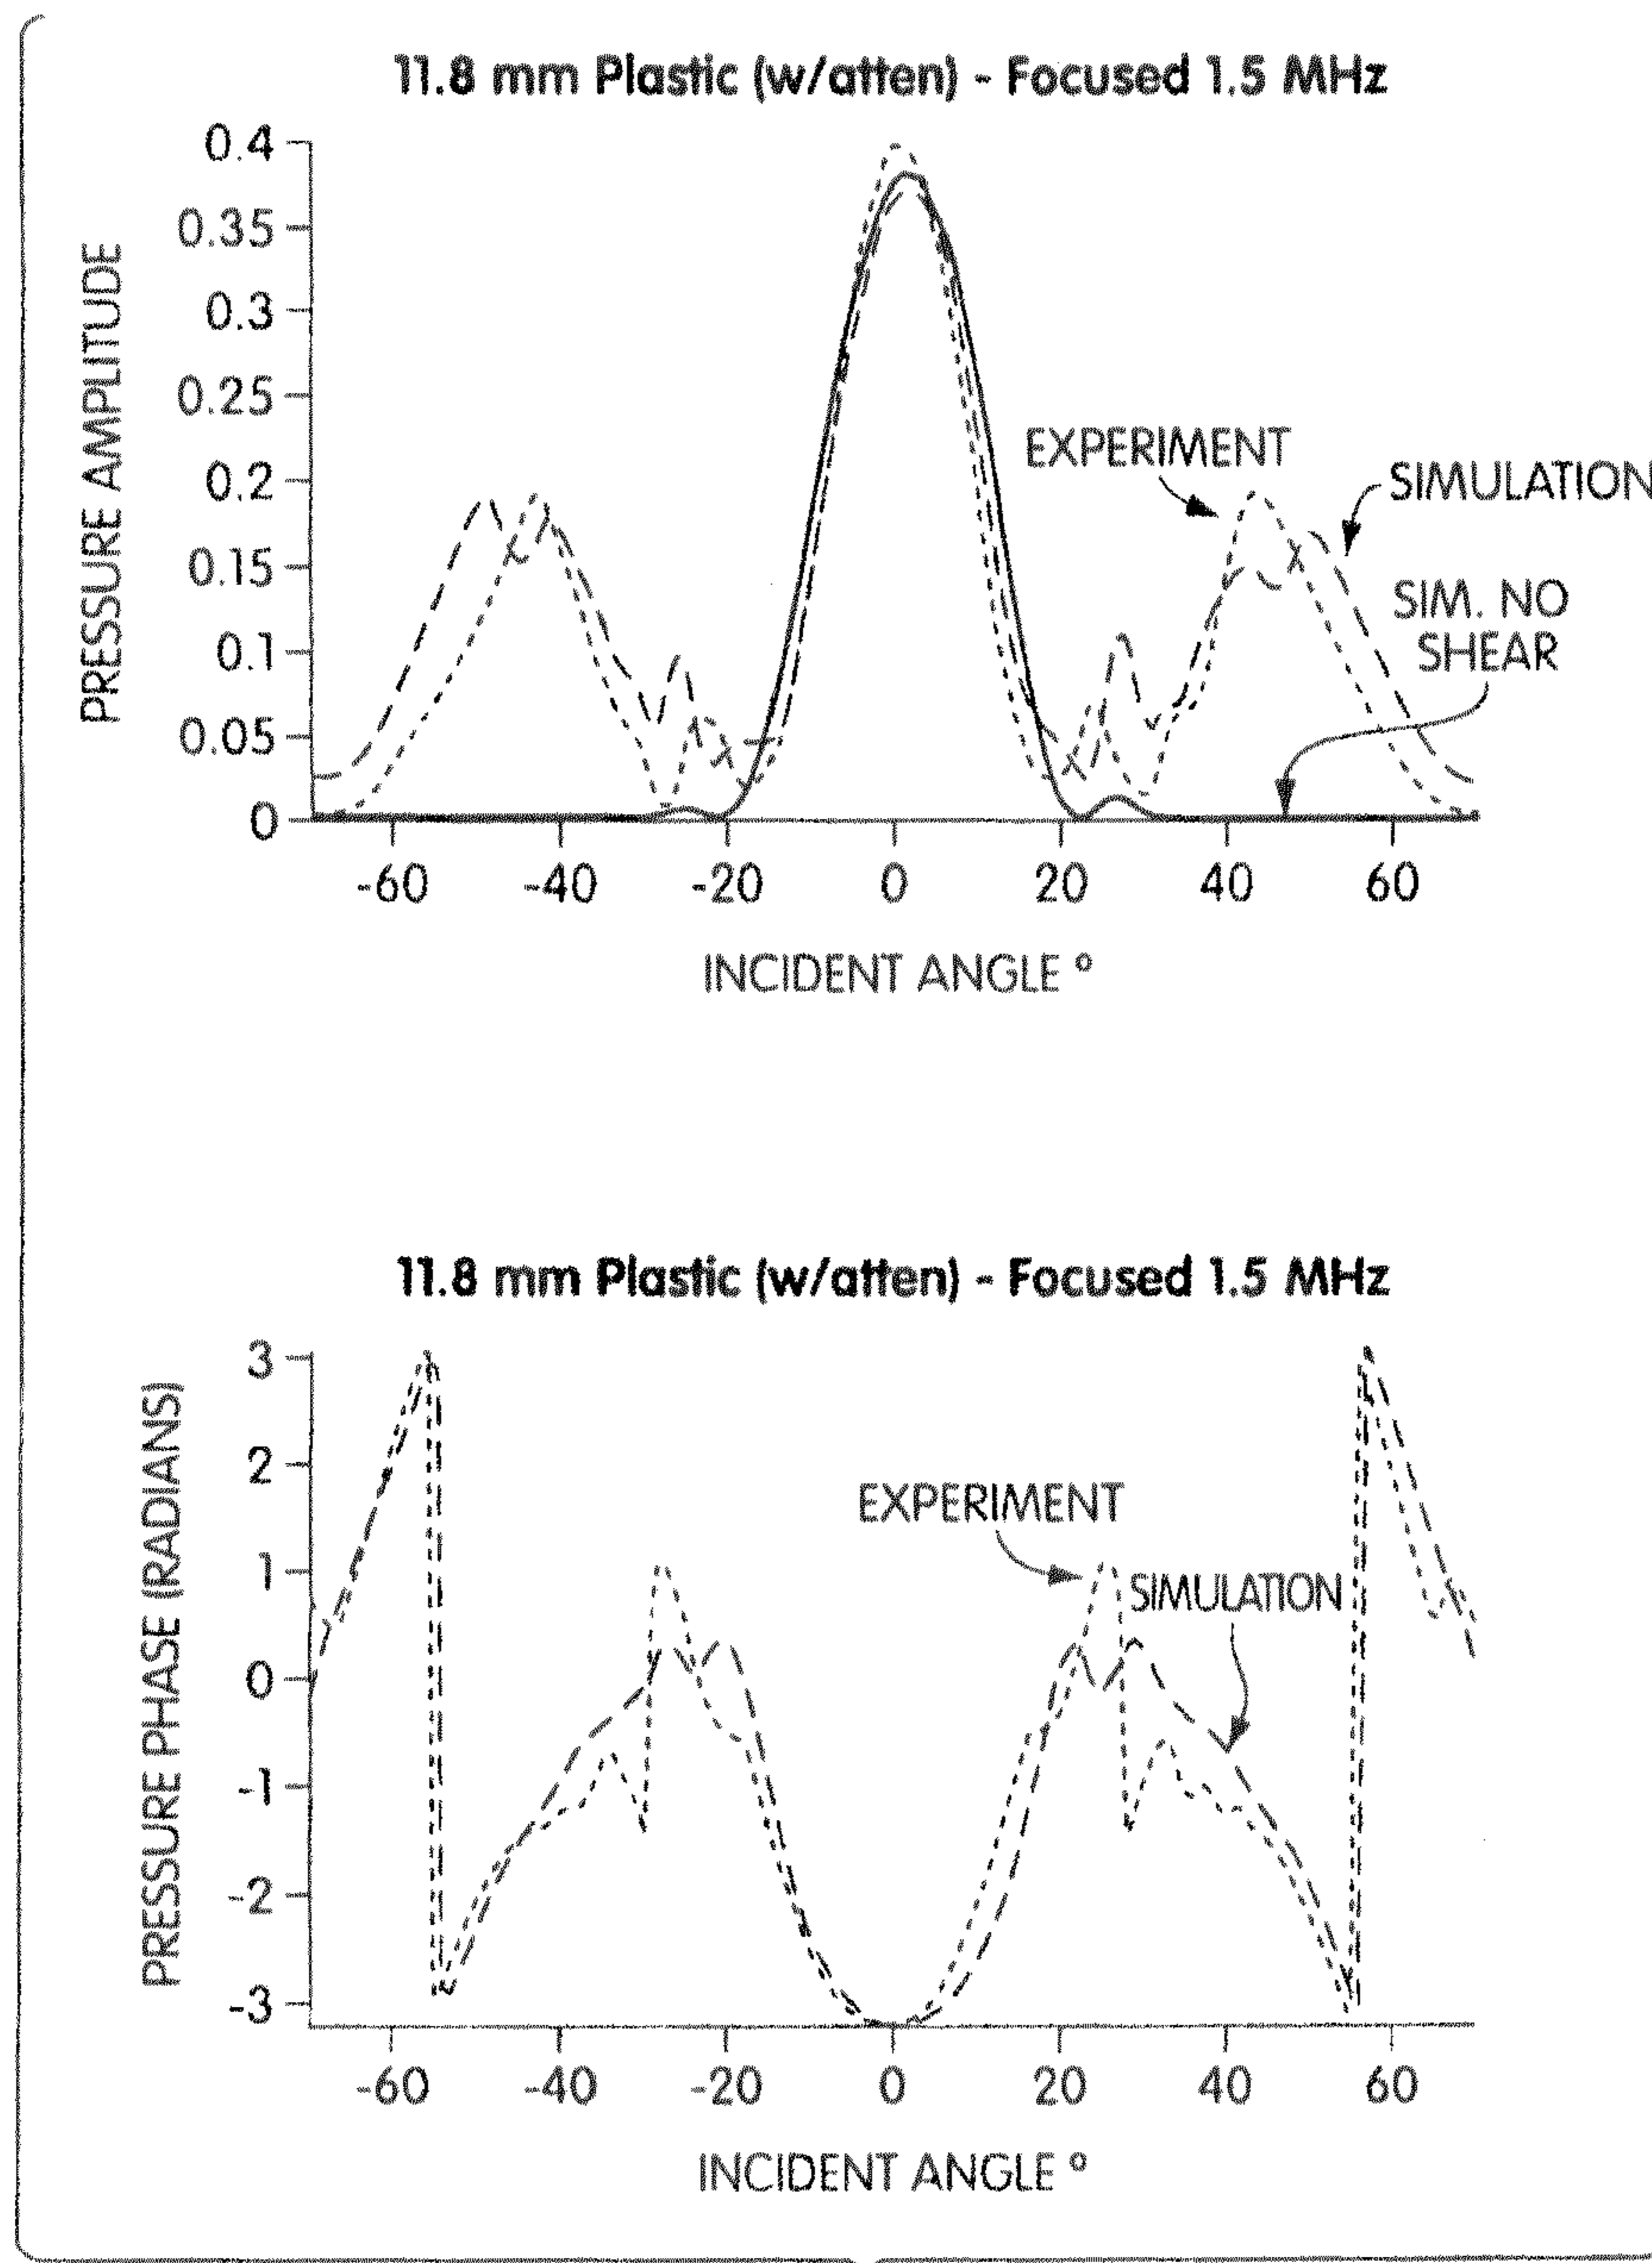 11.8 mm Plastic (w/atten) - Focused 1.5 MHz
PRESSURE AMPLITUDE
0.4
0.35
0.3
0.25
0.2
0.15
0.1
0.05
0
EXPERIMENT
SIMULATION
SIM. NO
SHEAR
-60 -40 -20 0 20 40 60
INCIDENT ANGLE °
11.8 mm Plastic (w/atten) - Focused 1.5 MHz
PRESSURE PHASE (RADIANS)
3
2
1
0
-1
-2
-3
EXPERIMENT
SIMULATION
-60 -40 -20 0 20 40 60
INCIDENT ANGLE °